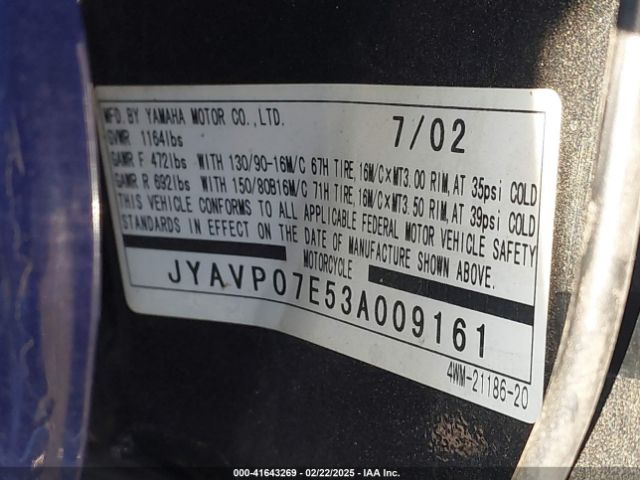 MFD. BY YAMAHA MOTOR CO.,LTD.
7/02
GVWR 1164lbs
GAWR F 472lbs WITH 130/90-16M/C 67H TIRE, 16M/C×MT3.00 RIM, AT 35psi COLD
GAWR R 692lbs WITH 150/80B16M/C 71H TIRE, 16M/C×MT3.50 RIM, AT 39psi COLD
THIS VEHICLE CONFORMS TO ALL APPLICABLE FEDERAL MOTOR VEHICLE SAFETY
STANDARDS IN EFFECT ON THE DATE OF MANUFACTURE SHOWN ABOVE.
MOTORCYCLE
JYAVP07E53A009161
4WM-21186-20
000-41643269 • 02/22/2025 • IAA Inc.